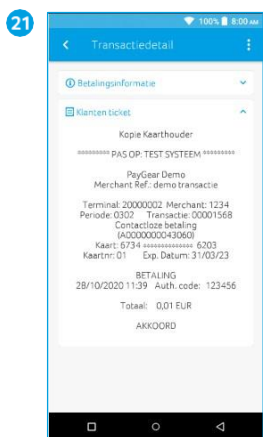 21
100% 8:00 AM
Transactiedetail
Betalingsinformatie
Klanten ticket
Kopie Kaarthouder
********* PAS OP: TEST SYSTEEM *********
PayGear Demo
Merchant Ref.: demo transactie
Terminal: 20000002 Merchant: 1234
Periode: 0302 Transactie: 00001568
Contactloze betaling
(A0000000043060)
Kaart: 6734 ************* 6203
Kaartnr: 01 Exp. Datum: 31/03/23
BETALING
28/10/2020 11:39 Auth. code: 123456
Totaal: 0,01 EUR
AKKOORD